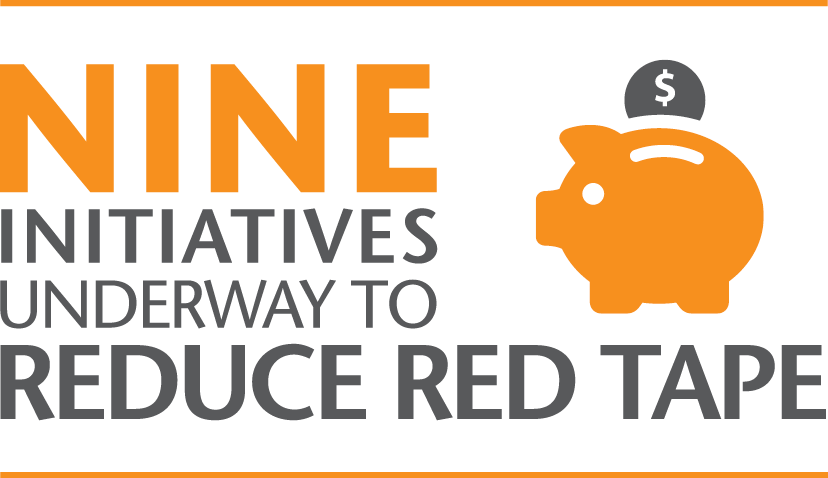 NINE
$
INITIATIVES
UNDERWAY TO
REDUCE RED TAPE